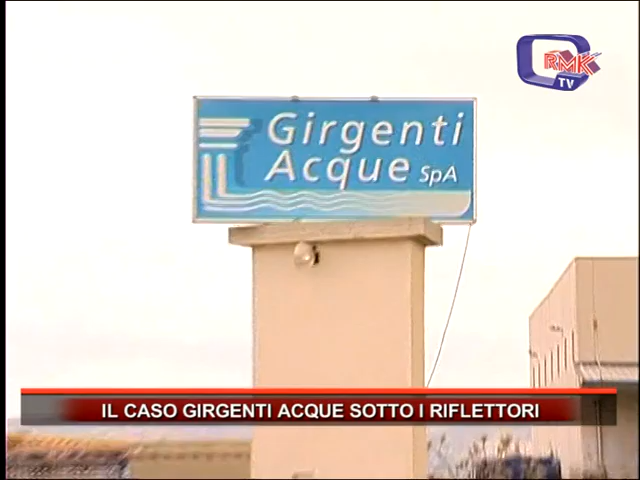 RMK
TV
Girgenti
Acque SpA
IL CASO GIRGENTI ACQUE SOTTO I RIFLETTORI